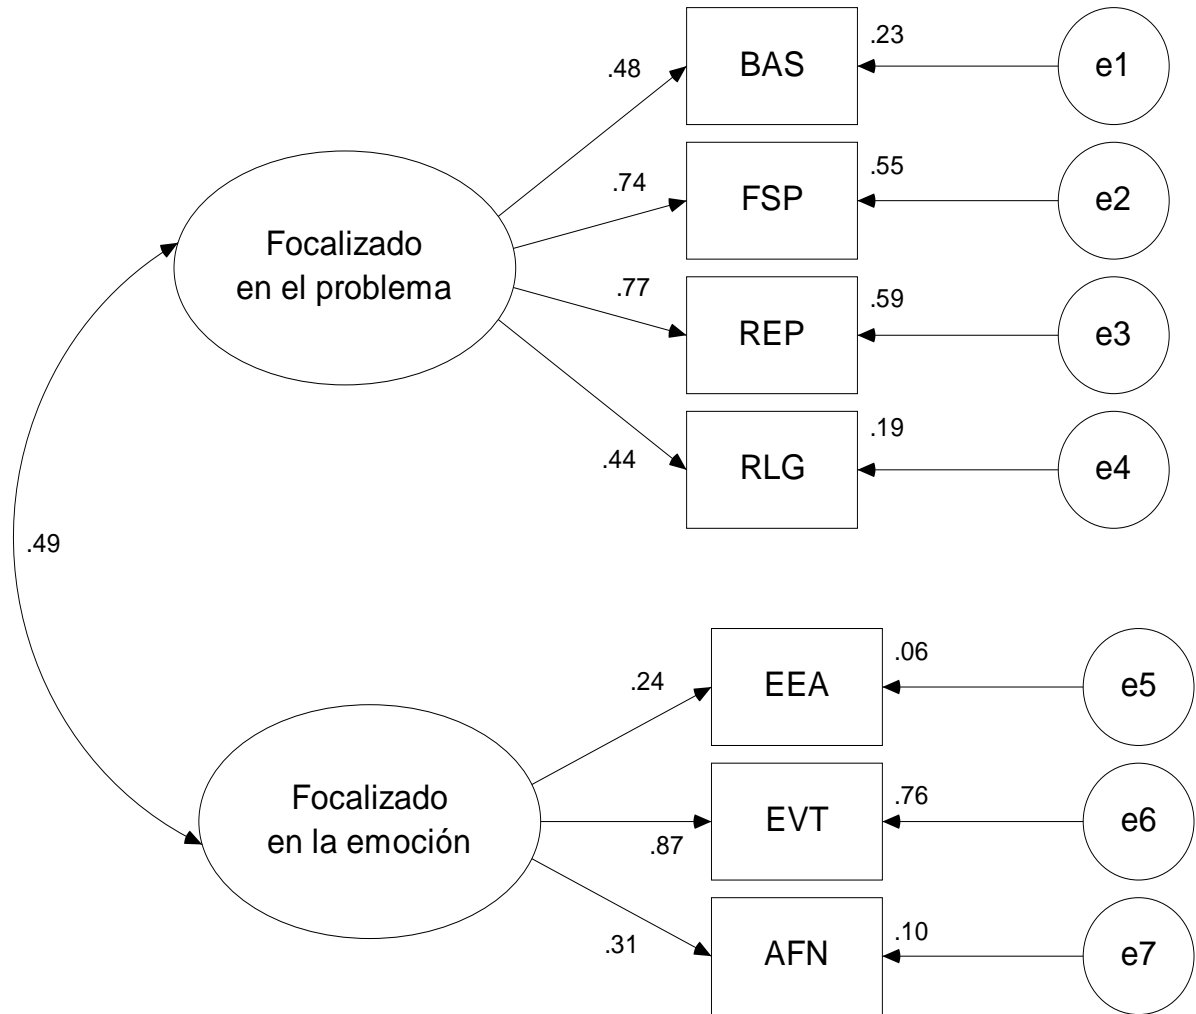 .48
BAS
.23
e1
.74
FSP
.55
e2
Focalizado
en el problema
.77
REP
.59
e3
.44
RLG
.19
e4
.49
.24
EEA
.06
e5
Focalizado
en la emoción
.87
EVT
.76
e6
.31
AFN
.10
e7